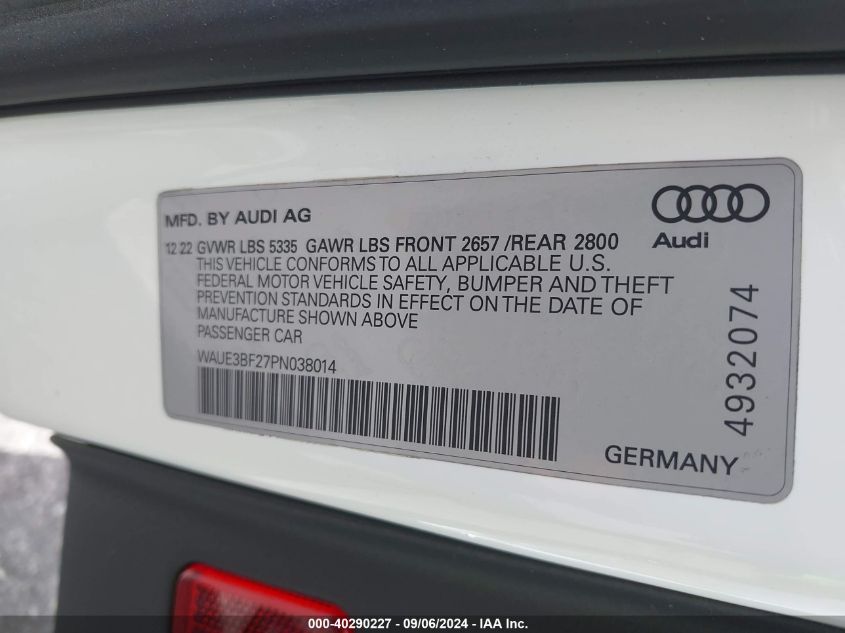 MFD. BY AUDI AG
Audi
12 22 GVWR LBS 5335 GAWR LBS FRONT 2657 /REAR 2800
THIS VEHICLE CONFORMS TO ALL APPLICABLE U.S.
FEDERAL MOTOR VEHICLE SAFETY, BUMPER AND THEFT
PREVENTION STANDARDS IN EFFECT ON THE DATE OF
MANUFACTURE SHOWN ABOVE
PASSENGER CAR
WAUE3BF27PN038014
4932074
GERMANY
000-40290227 - 09/06/2024 - IAA Inc.